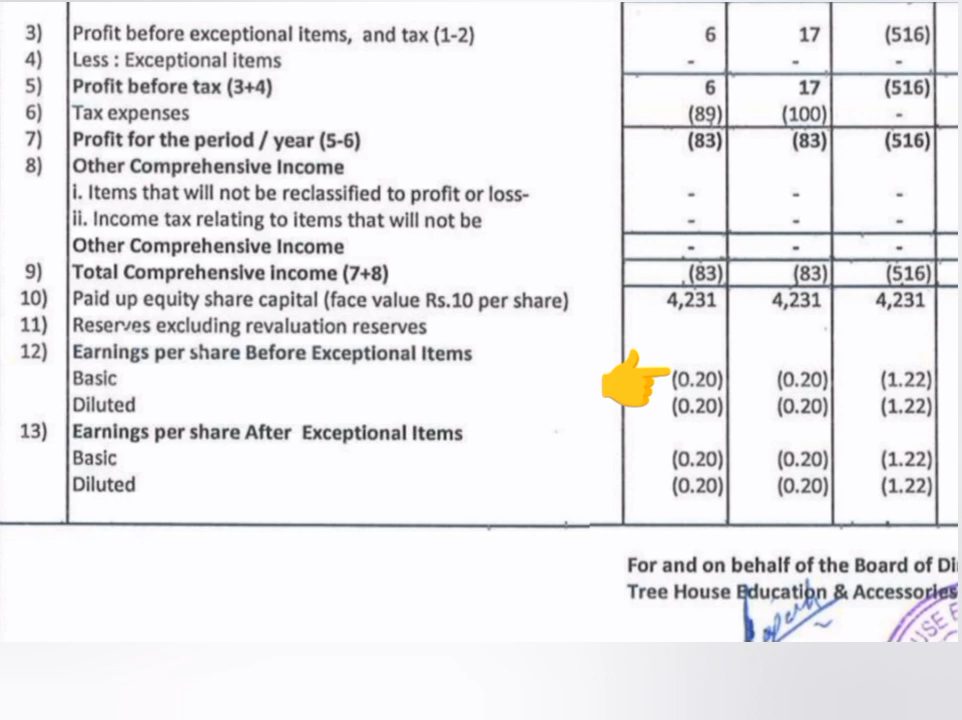 3) Profit before exceptional items, and tax (1-2) 6 17 (516)
4) Less : Exceptional items - - -
5) Profit before tax (3+4) 6 17 (516)
6) Tax expenses (89) (100) -
7) Profit for the period / year (5-6) (83) (83) (516)
8) Other Comprehensive Income
i. Items that will not be reclassified to profit or loss- - - -
ii. Income tax relating to items that will not be - - -
Other Comprehensive Income - - -
9) Total Comprehensive income (7+8) (83) (83) (516)
10) Paid up equity share capital (face value Rs.10 per share) 4,231 4,231 4,231
11) Reserves excluding revaluation reserves
12) Earnings per share Before Exceptional Items
Basic (0.20) (0.20) (1.22)
Diluted (0.20) (0.20) (1.22)
13) Earnings per share After Exceptional Items
Basic (0.20) (0.20) (1.22)
Diluted (0.20) (0.20) (1.22)
For and on behalf of the Board of Di
Tree House Education & Accessories
USE E